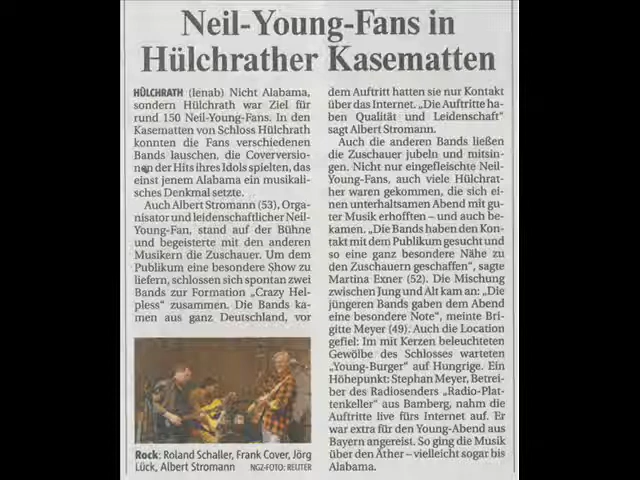 Neil-Young-Fans in
Hülchrather Kasematten
HÜLCHRATH (lenab) Nicht Alabama,
sondern Hülchrath war Ziel für
rund 150 Neil-Young-Fans. In den
Kasematten von Schloss Hülchrath
konnten die Fans verschiedenen
Bands lauschen, die Coverversio-
nen der Hits ihres Idols spielten, das
einst jenem Alabama ein musikali-
sches Denkmal setzte.
Auch Albert Stromann (53), Orga-
nisator und leidenschaftlicher Neil-
Young-Fan, stand auf der Bühne
und begeisterte mit den anderen
Musikern die Zuschauer. Um dem
Publikum eine besondere Show zu
liefern, schlossen sich spontan zwei
Bands zur Formation „Crazy Hel-
pless" zusammen. Die Bands ka-
men aus ganz Deutschland, vor
dem Auftritt hatten sie nur Kontakt
über das Internet. „Die Auftritte ha-
ben Qualität und Leidenschaft"
sagt Albert Stromann.
Auch die anderen Bands ließen
die Zuschauer jubeln und mitsin-
gen. Nicht nur eingefleischte Neil-
Young-Fans, auch viele Hülchrat-
her waren gekommen, die sich ei-
nen unterhaltsamen Abend mit gu-
ter Musik erhofften – und auch be-
kamen. „Die Bands haben den Kon-
takt mit dem Publikum gesucht und
so eine ganz besondere Nähe zu
den Zuschauern geschaffen", sagte
Martina Exner (52). Die Mischung
zwischen Jung und Alt kam an: „Die
jüngeren Bands gaben dem Abend
eine besondere Note", meinte Bri-
gitte Meyer (49). Auch die Location
gefiel: Im mit Kerzen beleuchteten
Gewölbe des Schlosses warteten
„Young-Burger" auf Hungrige. Ein
Höhepunkt: Stephan Meyer, Betrei-
ber des Radiosenders „Radio-Plat-
tenkeller" aus Bamberg, nahm die
Auftritte live fürs Internet auf. Er
war extra für den Young-Abend aus
Bayern angereist. So ging die Musik
über den Äther – vielleicht sogar bis
Alabama.
Rock: Roland Schaller, Frank Cover, Jörg
Lück, Albert Stromann NGZ-FOTO: REUTER